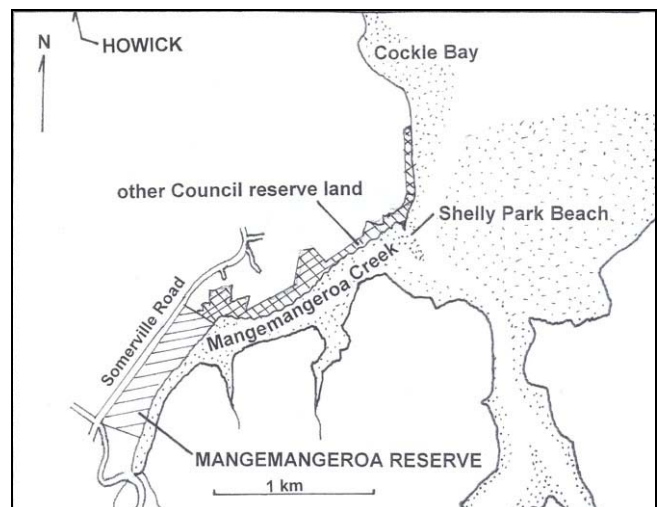 N
HOWICK
Cockle Bay
other Council reserve land
Shelly Park Beach
Mangemangeroa Creek
Somerville Road
MANGEMANGEROA RESERVE
1 km